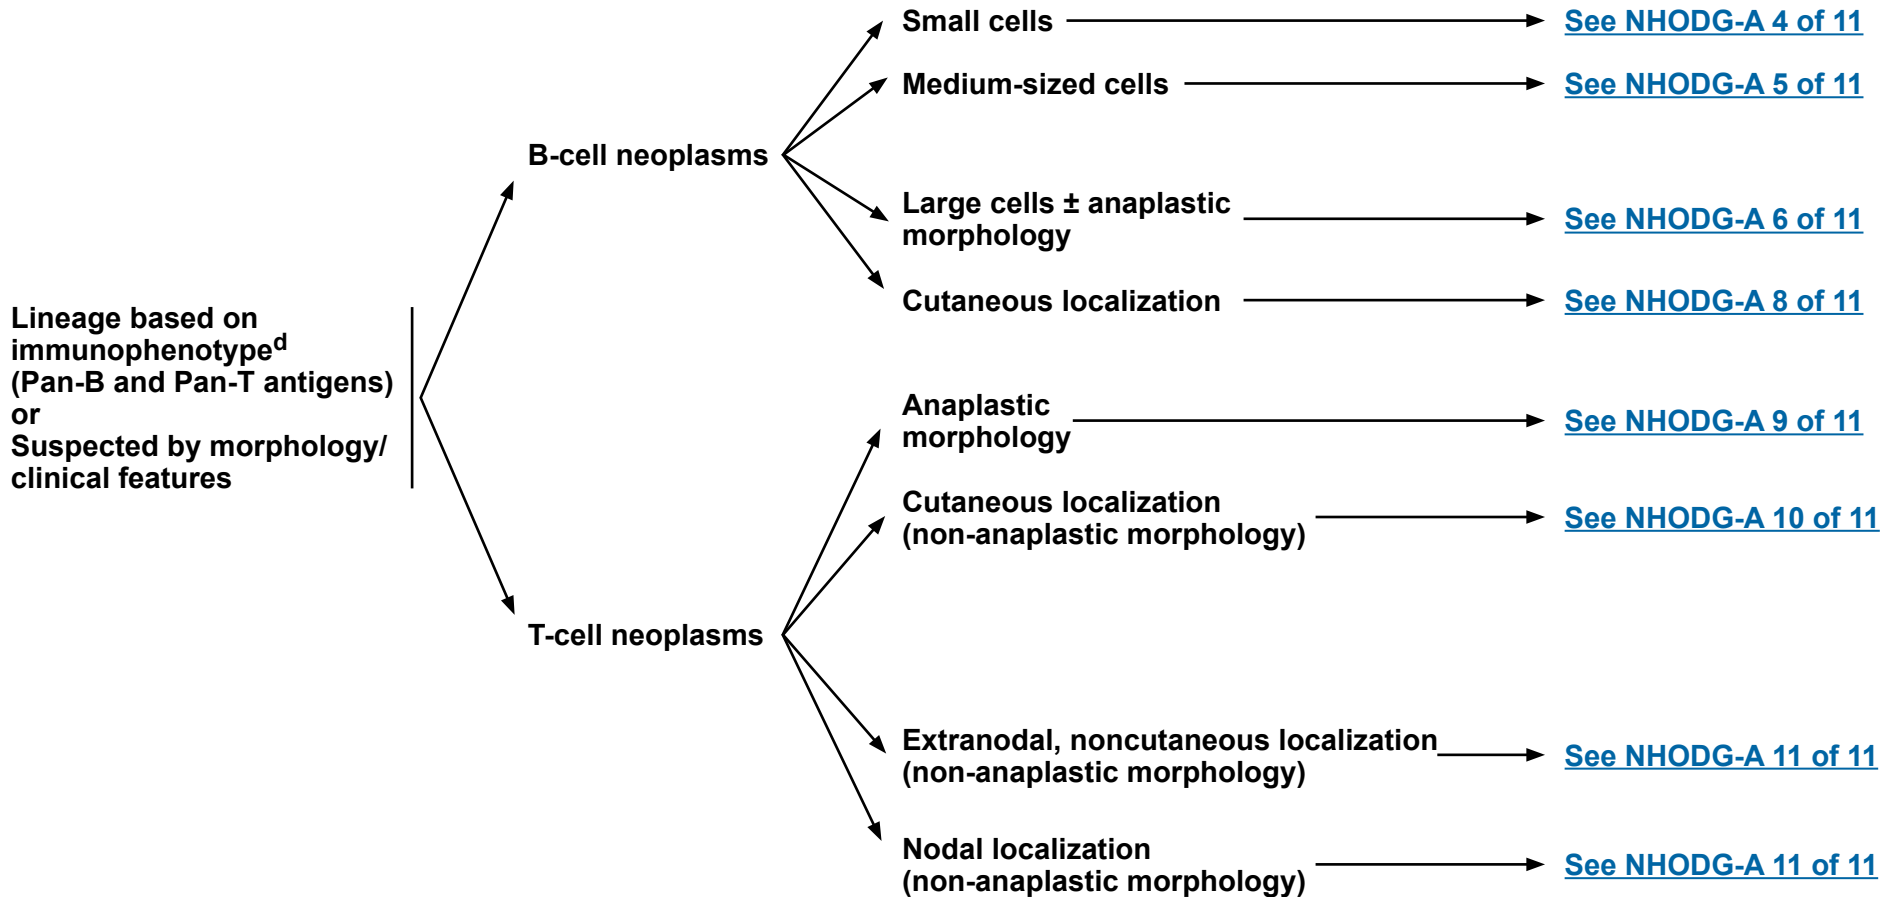 Lineage based on
immunophenotyped
(Pan-B and Pan-T antigens)
or
Suspected by morphology/
clinical features
B-cell neoplasms
Small cells
See NHODG-A 4 of 11
Medium-sized cells
See NHODG-A 5 of 11
Large cells ± anaplastic
morphology
See NHODG-A 6 of 11
Cutaneous localization
See NHODG-A 8 of 11
T-cell neoplasms
Anaplastic
morphology
See NHODG-A 9 of 11
Cutaneous localization
(non-anaplastic morphology)
See NHODG-A 10 of 11
Extranodal, noncutaneous localization
(non-anaplastic morphology)
See NHODG-A 11 of 11
Nodal localization
(non-anaplastic morphology)
See NHODG-A 11 of 11